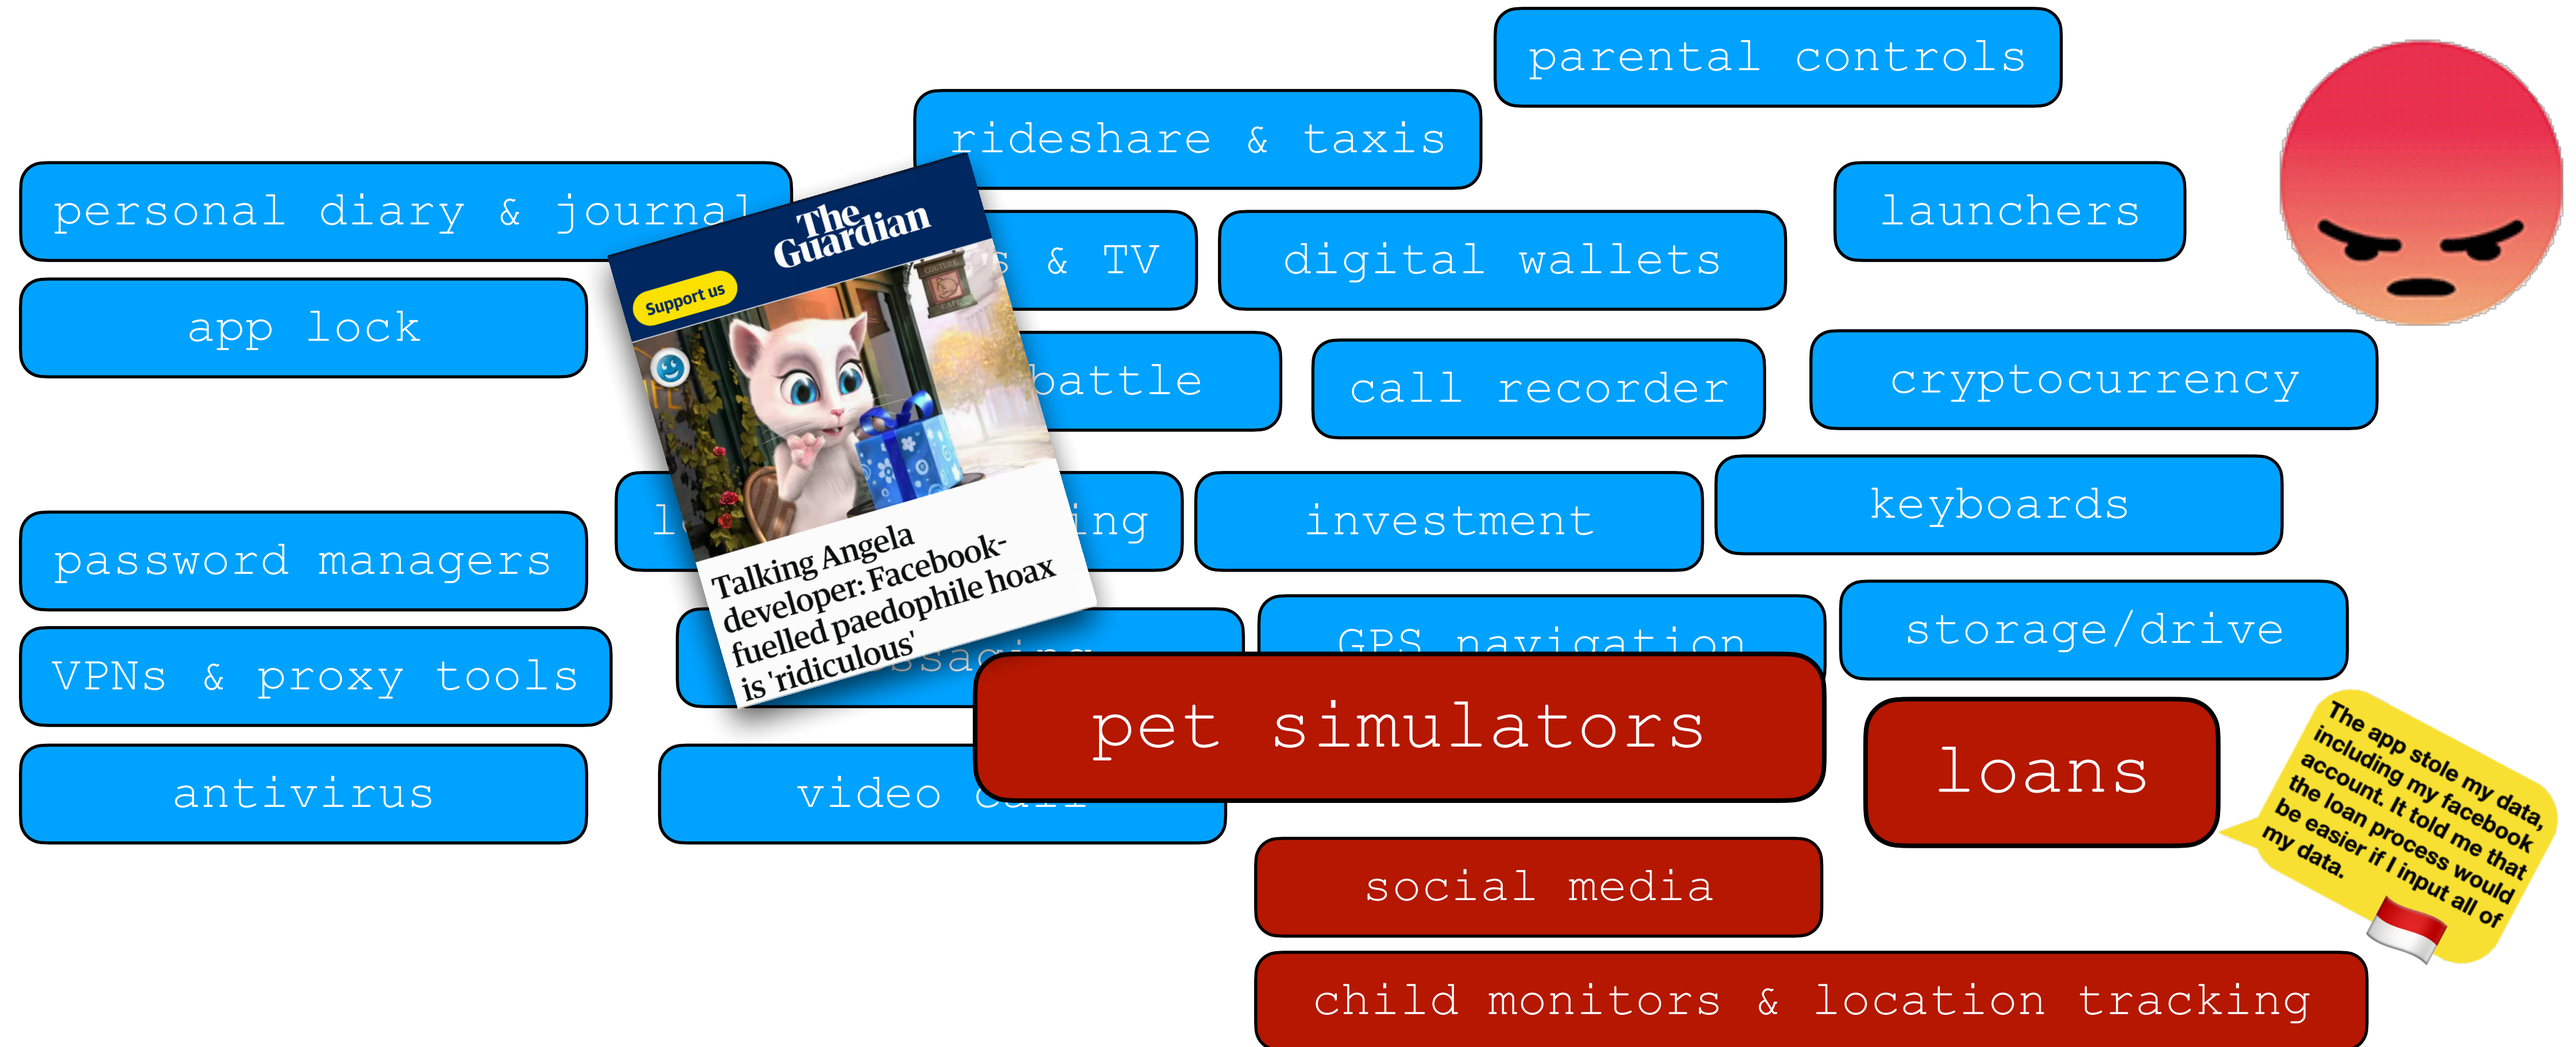 parental controls
rideshare & taxis
personal diary & journal
launchers
The
Guardian
Support us
& TV
digital wallets
app lock
battle
call recorder
cryptocurrency
keyboards
investment
password managers
Talking Angela
developer: Facebook-
fuelled paedophile hoax
is 'ridiculous'
GPS navigation
storage/drive
VPNs & proxy tools
pet simulators
loans
antivirus
video call
The app stole my data,
including my facebook
account. It told me that
the loan process would
be easier if I input all of
my data.
social media
child monitors & location tracking